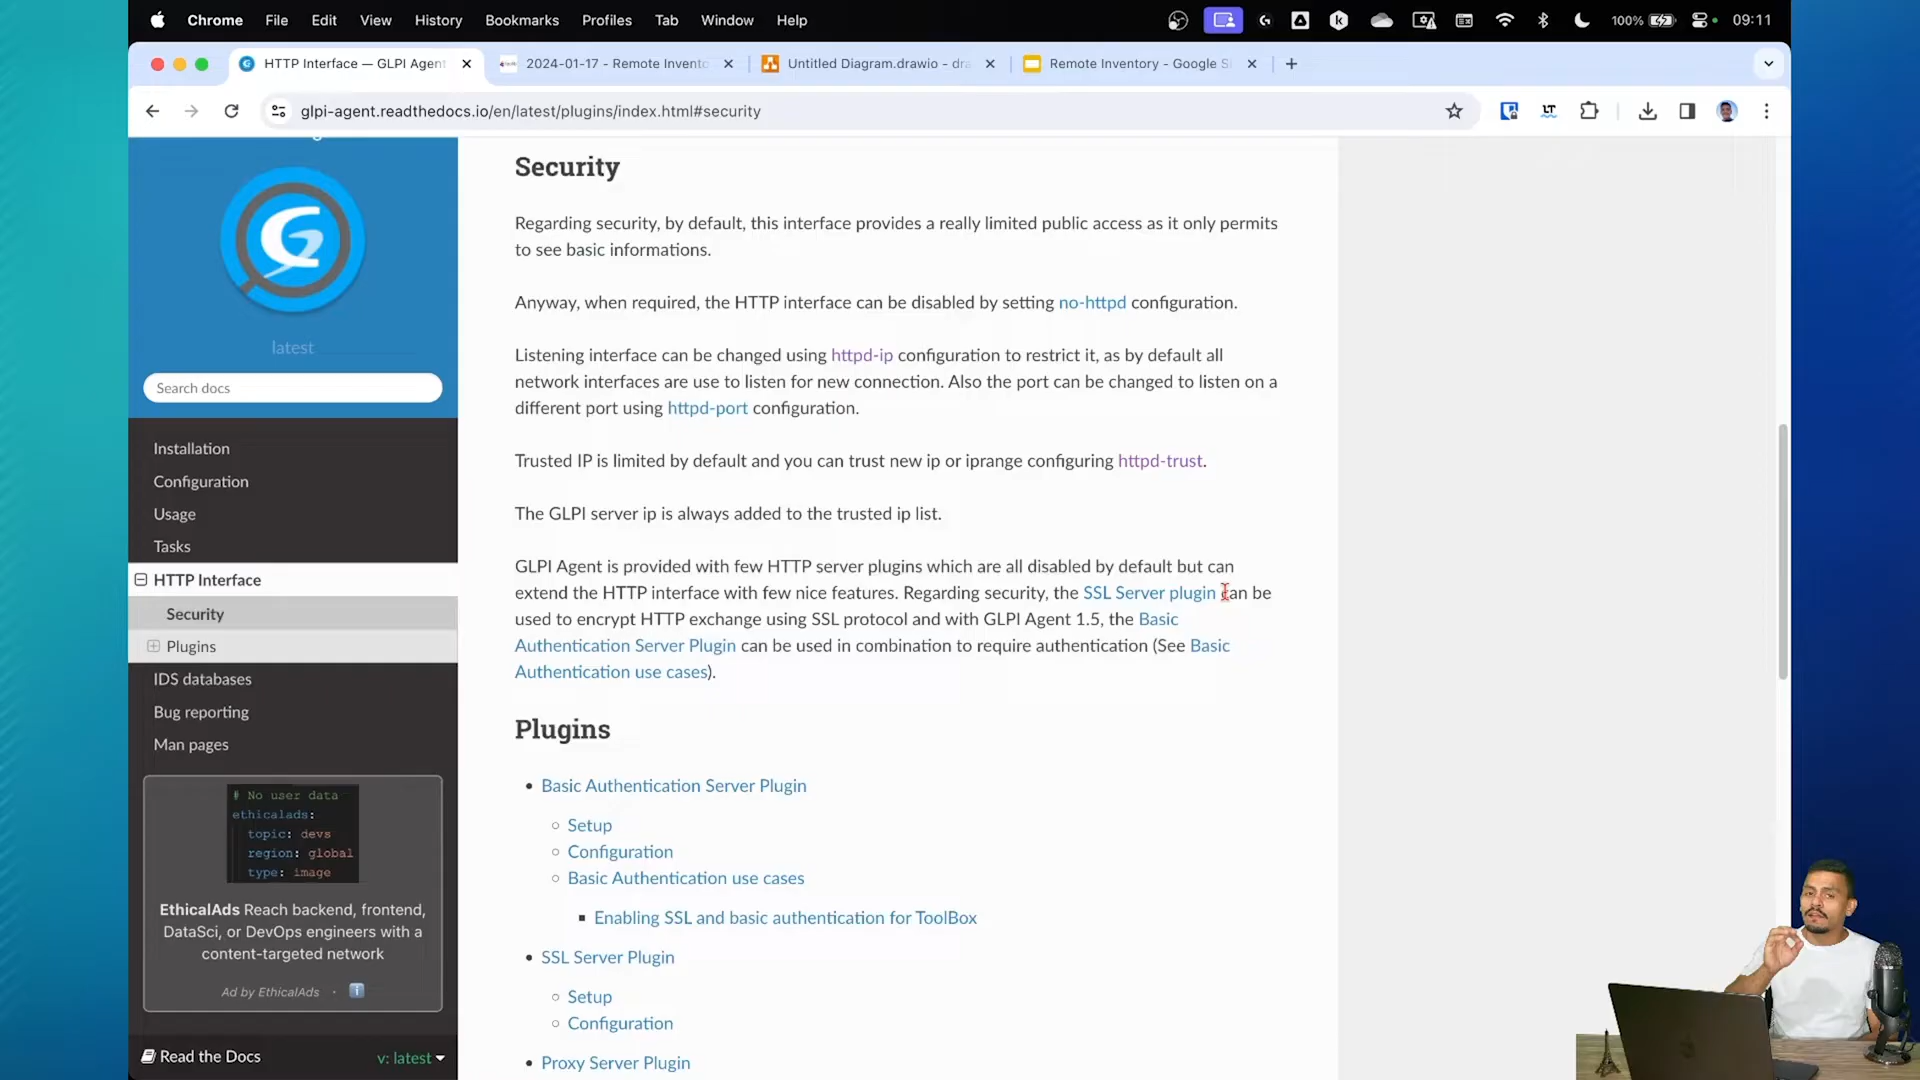 Chrome File Edit View History Bookmarks Profiles Tab Window Help 100% 09:11
HTTP Interface — GLPI Agent
2024-01-17 - Remote Invento
Untitled Diagram.drawio - dra
Remote Inventory - Google S
glpi-agent.readthedocs.io/en/latest/plugins/index.html#security
latest
Search docs
Installation
Configuration
Usage
Tasks
HTTP Interface
Security
Plugins
IDS databases
Bug reporting
Man pages
# No user data
ethicalads:
topic: devs
region: global
type: image
EthicalAds Reach backend, frontend,
DataSci, or DevOps engineers with a
content-targeted network
Ad by EthicalAds ·
Read the Docs
v: latest
Security
Regarding security, by default, this interface provides a really limited public access as it only permits
to see basic informations.
Anyway, when required, the HTTP interface can be disabled by setting no-httpd configuration.
Listening interface can be changed using httpd-ip configuration to restrict it, as by default all
network interfaces are use to listen for new connection. Also the port can be changed to listen on a
different port using httpd-port configuration.
Trusted IP is limited by default and you can trust new ip or iprange configuring httpd-trust.
The GLPI server ip is always added to the trusted ip list.
GLPI Agent is provided with few HTTP server plugins which are all disabled by default but can
extend the HTTP interface with few nice features. Regarding security, the SSL Server plugin can be
used to encrypt HTTP exchange using SSL protocol and with GLPI Agent 1.5, the Basic
Authentication Server Plugin can be used in combination to require authentication (See Basic
Authentication use cases).
Plugins
• Basic Authentication Server Plugin
Setup
Configuration
Basic Authentication use cases
Enabling SSL and basic authentication for ToolBox
• SSL Server Plugin
Setup
Configuration
• Proxy Server Plugin